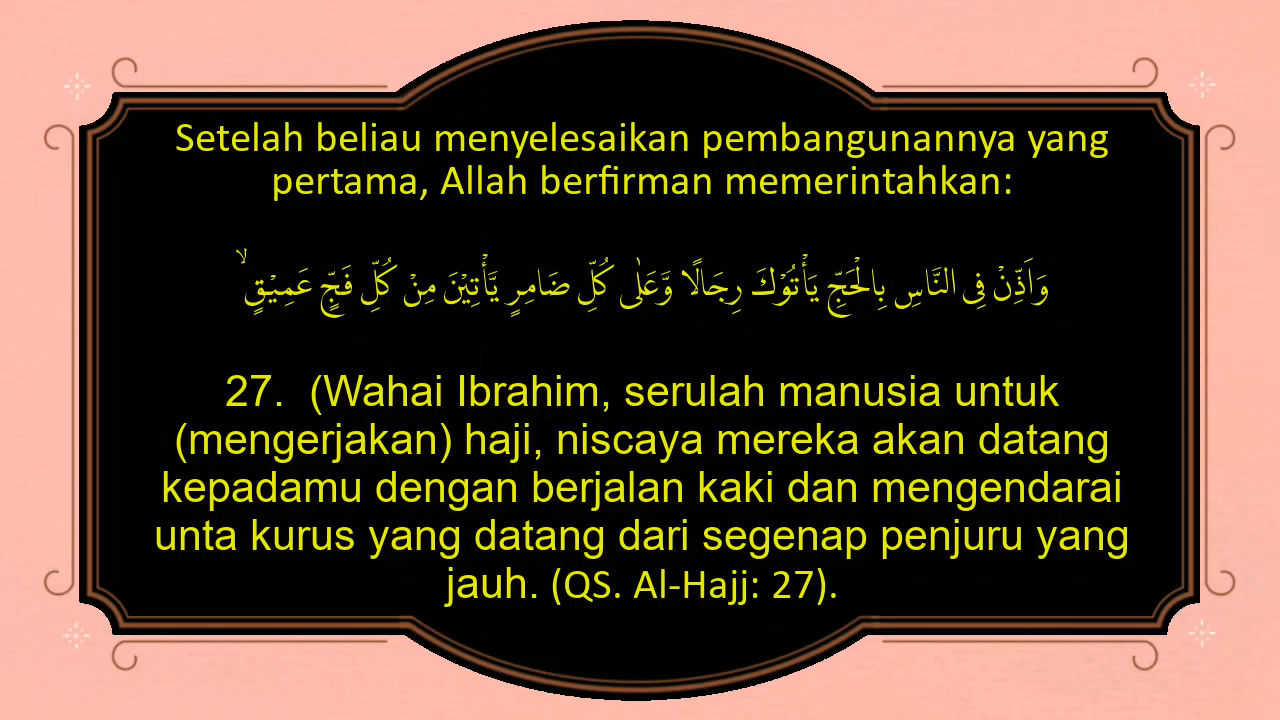 Setelah beliau menyelesaikan pembangunannya yang
pertama, Allah berfirman memerintahkan:
وَاَذِّنْ فِى النَّاسِ بِالْحَجِّ يَأْتُوْكَ رِجَالًا وَّعَلٰى كُلِّ ضَامِرٍ يَّأْتِيْنَ مِنْ كُلِّ فَجٍّ عَمِيْقٍۙ
27.  (Wahai Ibrahim, serulah manusia untuk
(mengerjakan) haji, niscaya mereka akan datang
kepadamu dengan berjalan kaki dan mengendarai
unta kurus yang datang dari segenap penjuru yang
jauh. (QS. Al-Hajj: 27).